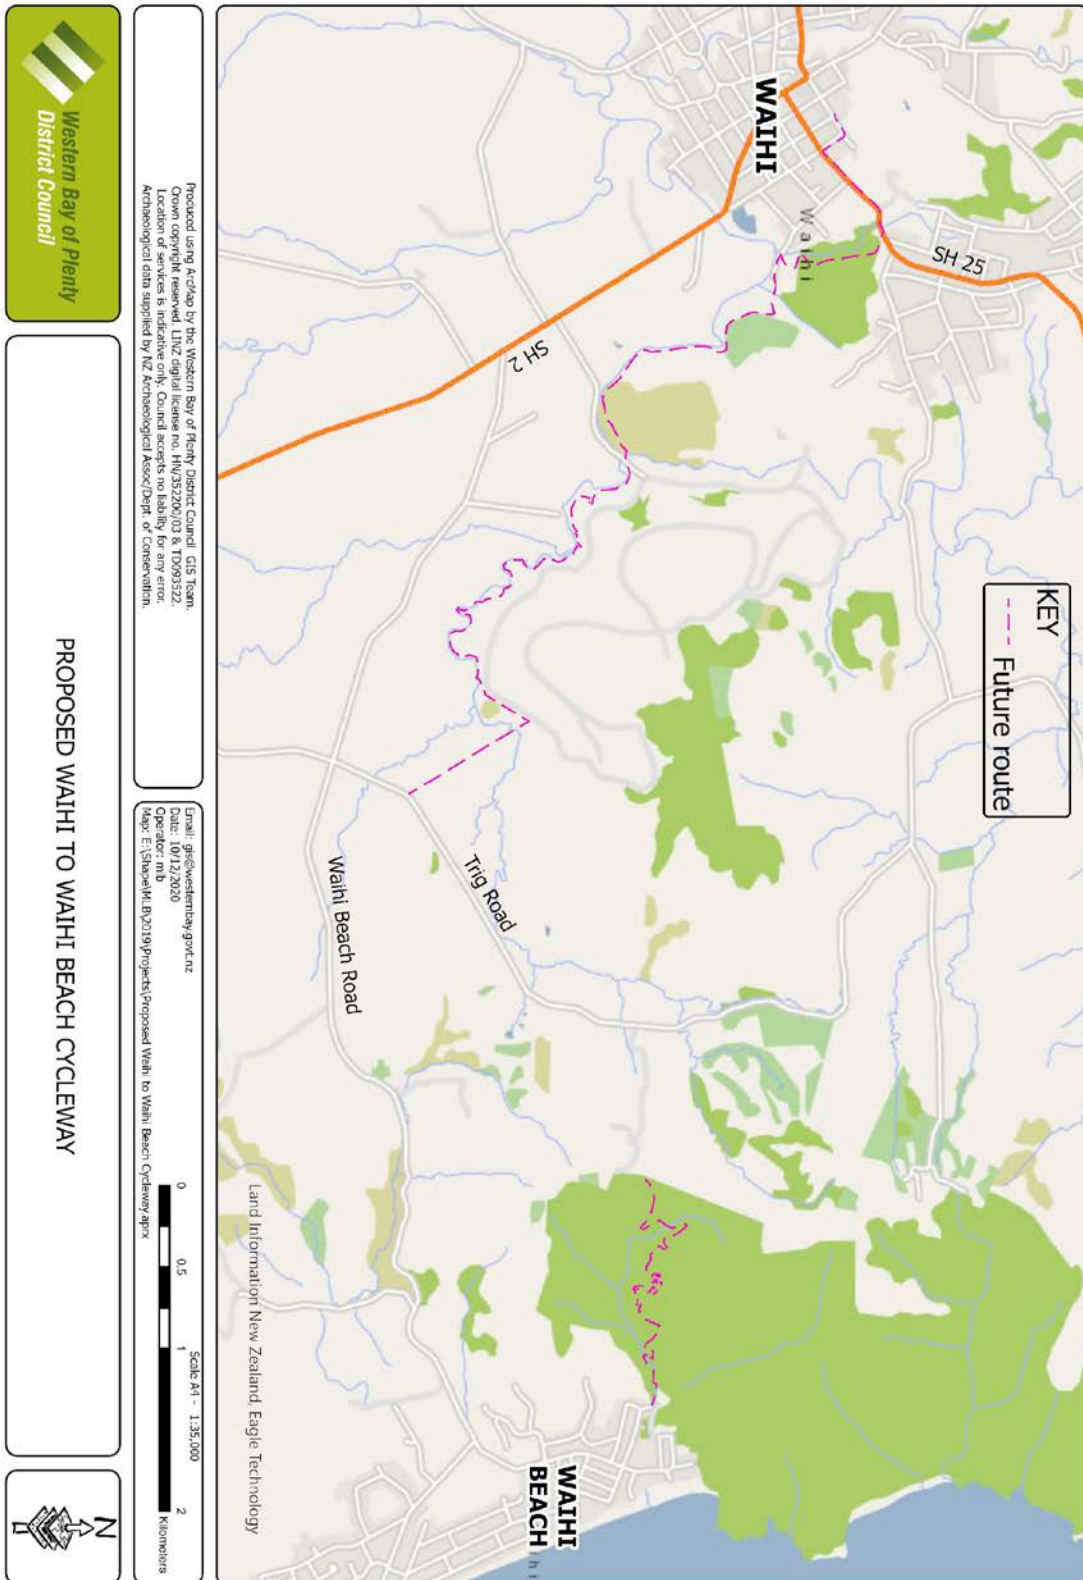 WAIHI
Waihi
SH 25
SH 2
KEY
Future route
Trig Road
Waihi Beach Road
WAIHI
BEACH
Land Information New Zealand, Eagle Technology
Western Bay of Plenty
District Council
Produced using ArcMap by the Western Bay of Plenty District Council GIS Team.
Crown copyright reserved. LINZ digital license no. HN/352200/03 & TD093522.
Location of services is indicative only. Council accepts no liability for any error.
Archaeological data supplied by NZ Archaeological Assoc/Dept. of Conservation.
Email: gis@westernbay.govt.nz
Date: 10/12/2020
Operator: mlb
Map: E:\Shape\MLB\2019\Projects\Proposed Waihi to Waihi Beach Cycleway.aprx
Scale A4 - 1:35,000
0 0.5 1 2
Kilometers
PROPOSED WAIHI TO WAIHI BEACH CYCLEWAY
N